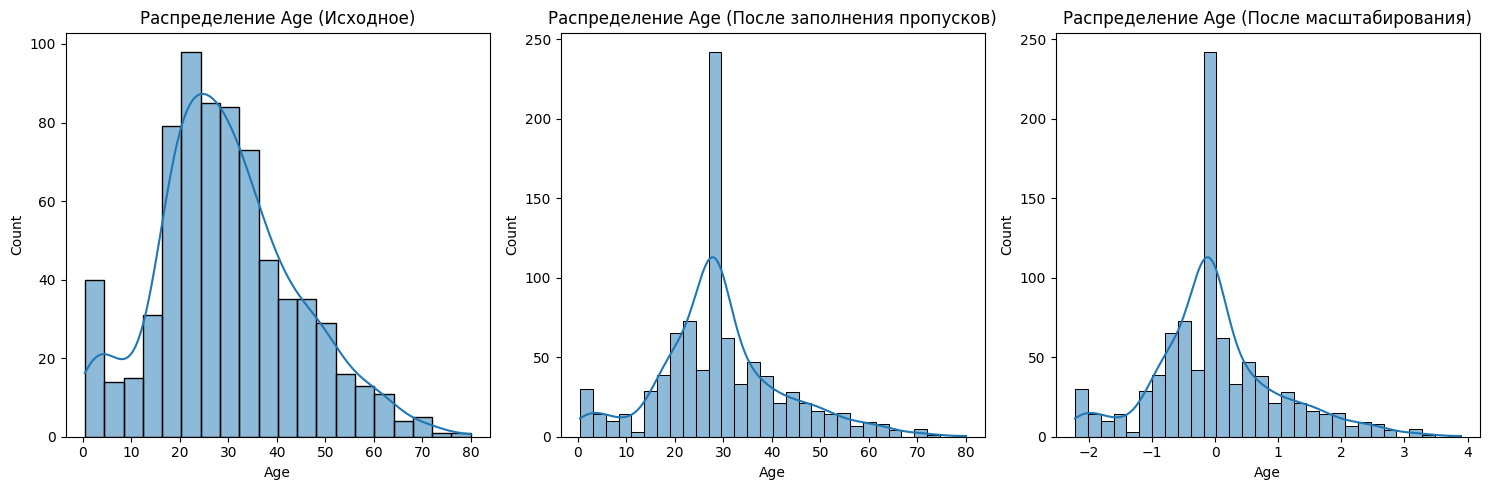 Распределение Age (Исходное)
100
80
60
40
20
0
Count
0 10 20 30 40 50 60 70 80
Age
Распределение Age (После заполнения пропусков)
250
200
150
100
50
0
Count
0 10 20 30 40 50 60 70 80
Age
Распределение Age (После масштабирования)
250
200
150
100
50
0
Count
−2 −1 0 1 2 3 4
Age